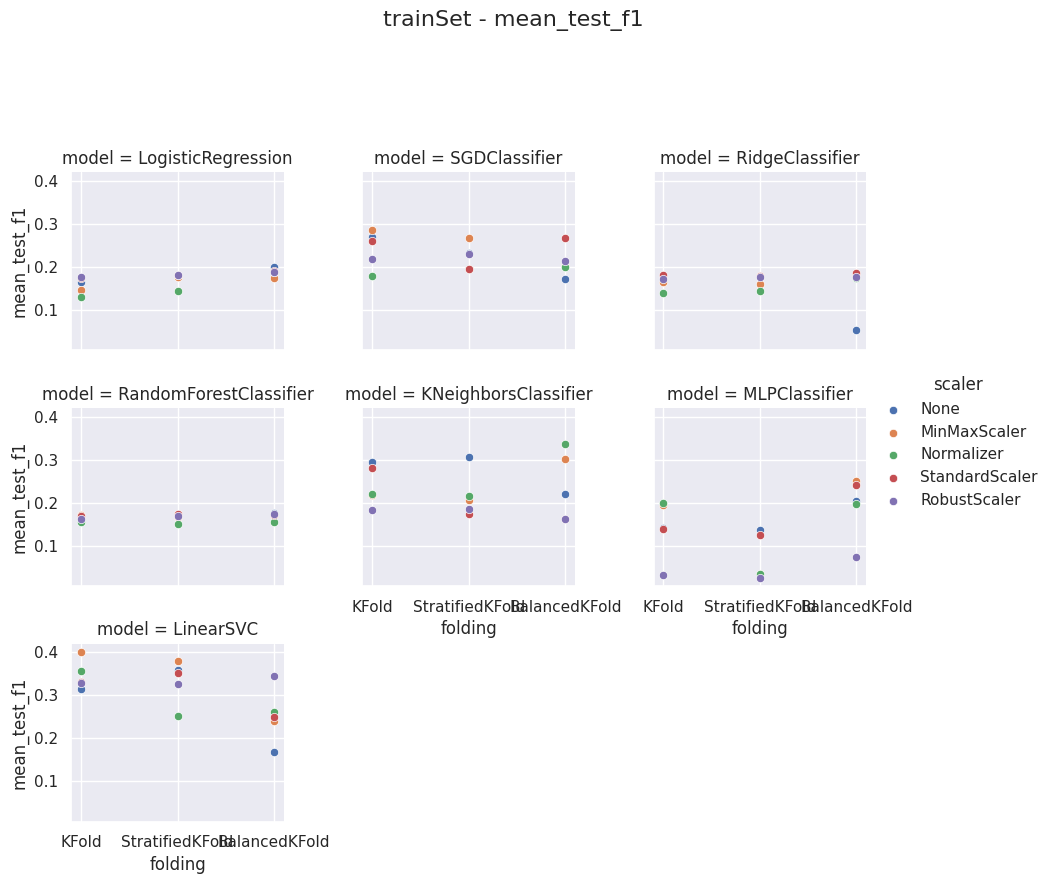 trainSet - mean_test_f1
model = LogisticRegression
model = SGDClassifier
model = RidgeClassifier
0.4
0.3
0.2
0.1
mean_test_f1
model = RandomForestClassifier
model = KNeighborsClassifier
model = MLPClassifier
0.4
0.3
0.2
0.1
mean_test_f1
KFold
StratifiedKFold
BalancedKFold
folding
KFold
StratifiedKFold
BalancedKFold
folding
scaler
None
MinMaxScaler
Normalizer
StandardScaler
RobustScaler
model = LinearSVC
0.4
0.3
0.2
0.1
mean_test_f1
KFold
StratifiedKFold
BalancedKFold
folding